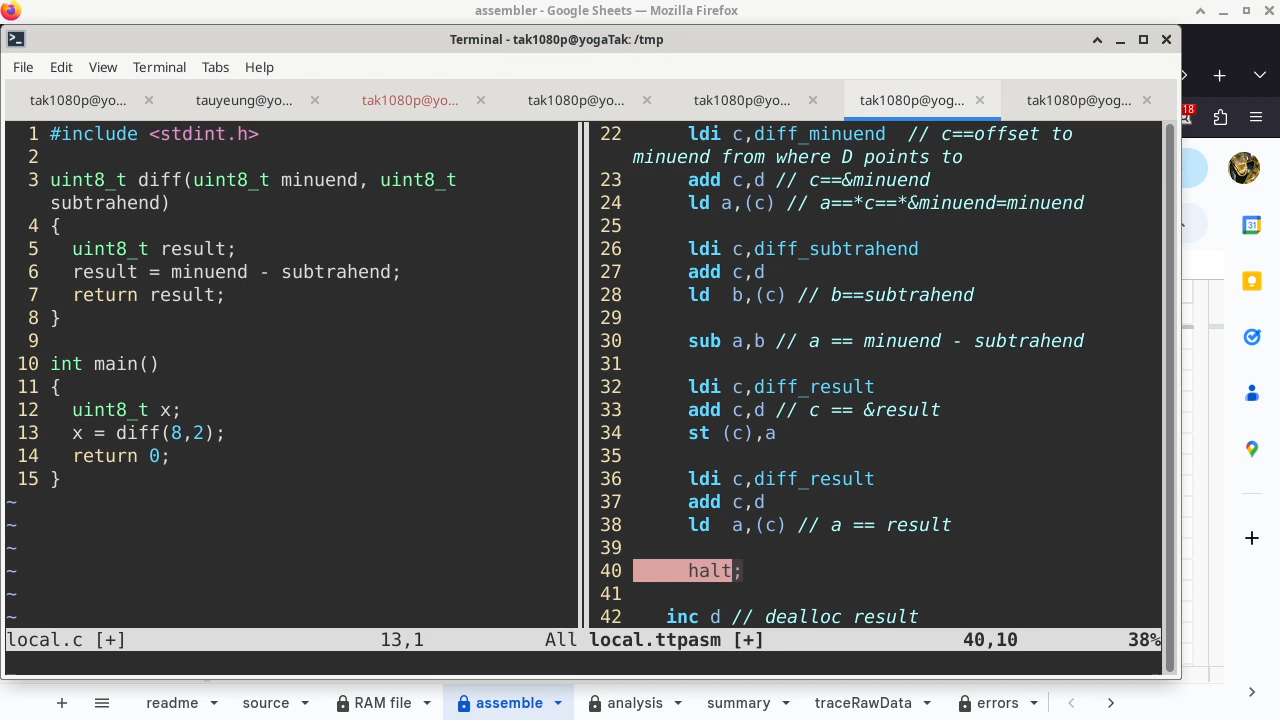 assembler - Google Sheets — Mozilla Firefox
Terminal - tak1080p@yogaTak: /tmp
File Edit View Terminal Tabs Help
tak1080p@yo... tauyeung@yo... tak1080p@yo... tak1080p@yo... tak1080p@yo... tak1080p@yog... tak1080p@yog...
18
31
1 #include <stdint.h>
2
3 uint8_t diff(uint8_t minuend, uint8_t
subtrahend)
4 {
5 uint8_t result;
6 result = minuend - subtrahend;
7 return result;
8 }
9
10 int main()
11 {
12 uint8_t x;
13 x = diff(8,2);
14 return 0;
15 }
~
~
~
~
~
~
local.c [+] 13,1 All
22 ldi c,diff_minuend // c==offset to
minuend from where D points to
23 add c,d // c==&minuend
24 ld a,(c) // a==*c==*&minuend=minuend
25
26 ldi c,diff_subtrahend
27 add c,d
28 ld b,(c) // b==subtrahend
29
30 sub a,b // a == minuend - subtrahend
31
32 ldi c,diff_result
33 add c,d // c == &result
34 st (c),a
35
36 ldi c,diff_result
37 add c,d
38 ld a,(c) // a == result
39
40 halt;
41
42 inc d // dealloc result
local.ttpasm [+] 40,10 38%
readme source RAM file assemble analysis summary traceRawData errors